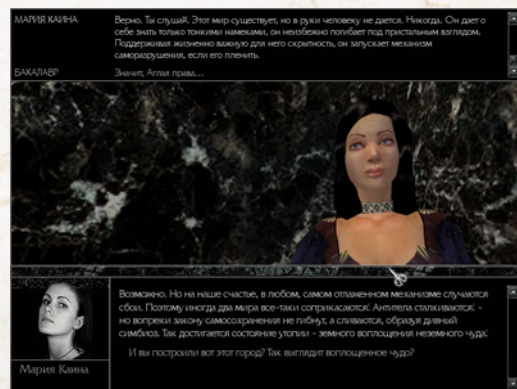 МАРИЯ КАИНА
Верно. Ты слушай. Этот мир существует, но в руки человеку не дается. Никогда. Он дает о
себе знать только тонкими намеками, он неизбежно погибает под пристальным взглядом.
Поддерживая жизненно важную для него скрытность, он запускает механизм
саморазрушения, если его пленить.
БАКАЛАВР
Значит, Аглая права...
Возможно. Но на наше счастье, в любом, самом отлаженном механизме случаются
сбои. Поэтому иногда два мира все-таки соприкасаются. Антитела сталкиваются. -
но вопреки закону самосохранения не гибнут, а сливаются, образуя дивный
симбиоз. Так достигается состояние утопии - земного воплощения неземного чуда.
И вы построили вот этот город? Так выглядит воплощенное чудо?
Мария Каина